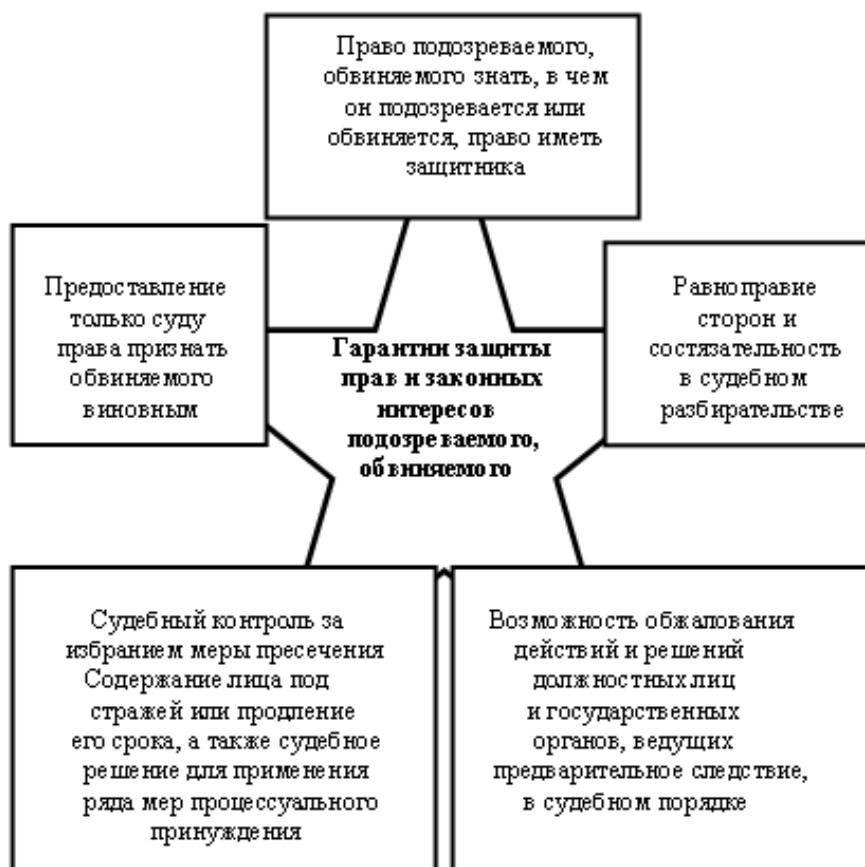 Право подозреваемого,
обвиняемого знать, в чем
он подозревается или
обвиняется, право иметь
защитника
Предоставление
только суду
права признать
обвиняемого
виновным
Гарантии защиты
прав и законных
интересов
подозреваемого,
обвиняемого
Равноправие
сторон и
состязательность
в судебном
разбирательстве
Судебный контроль за
избранием меры пресечения
Содержание лица под
стражей или продление
его срока, а также судебное
решение для применения
ряда мер процессуального
принуждения
Возможность обжалования
действий и решений
должностных лиц
и государственных
органов, ведущих
предварительное следствие,
в судебном порядке